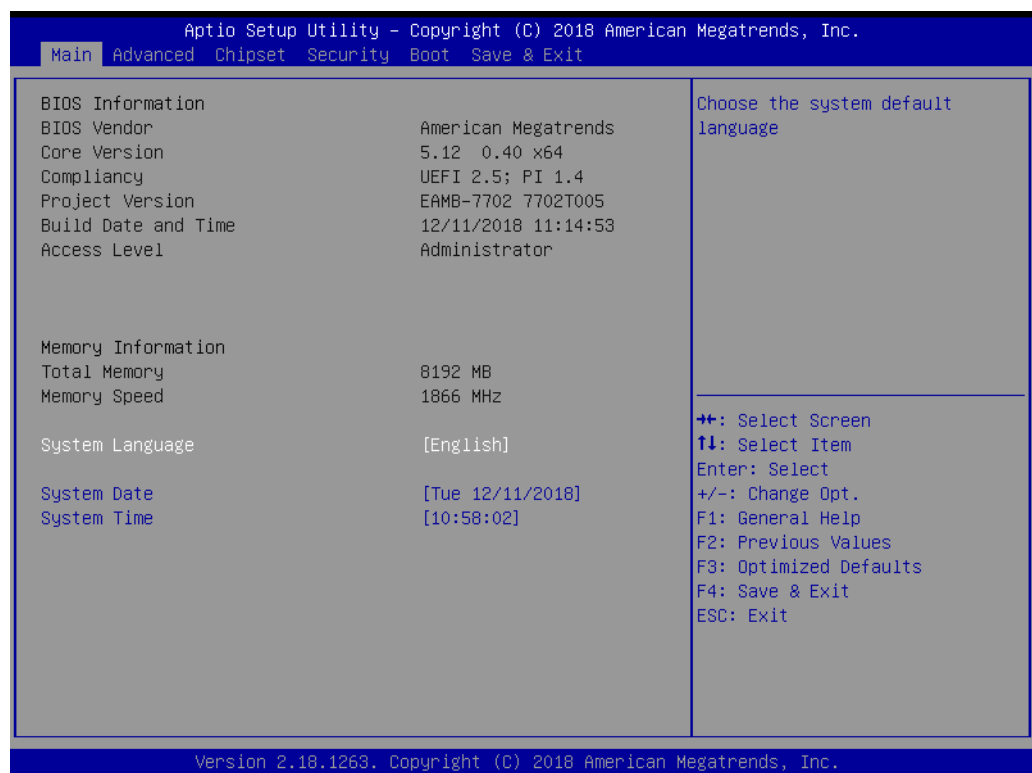 Aptio Setup Utility – Copyright (C) 2018 American Megatrends, Inc.
Main Advanced Chipset Security Boot Save & Exit
BIOS Information
BIOS Vendor American Megatrends
Core Version 5.12 0.40 x64
Compliancy UEFI 2.5; PI 1.4
Project Version EAMB-7702 7702T005
Build Date and Time 12/11/2018 11:14:53
Access Level Administrator
Memory Information
Total Memory 8192 MB
Memory Speed 1866 MHz
System Language [English]
System Date [Tue 12/11/2018]
System Time [10:58:02]
Choose the system default
language
→←: Select Screen
↑↓: Select Item
Enter: Select
+/-: Change Opt.
F1: General Help
F2: Previous Values
F3: Optimized Defaults
F4: Save & Exit
ESC: Exit
Version 2.18.1263. Copyright (C) 2018 American Megatrends, Inc.